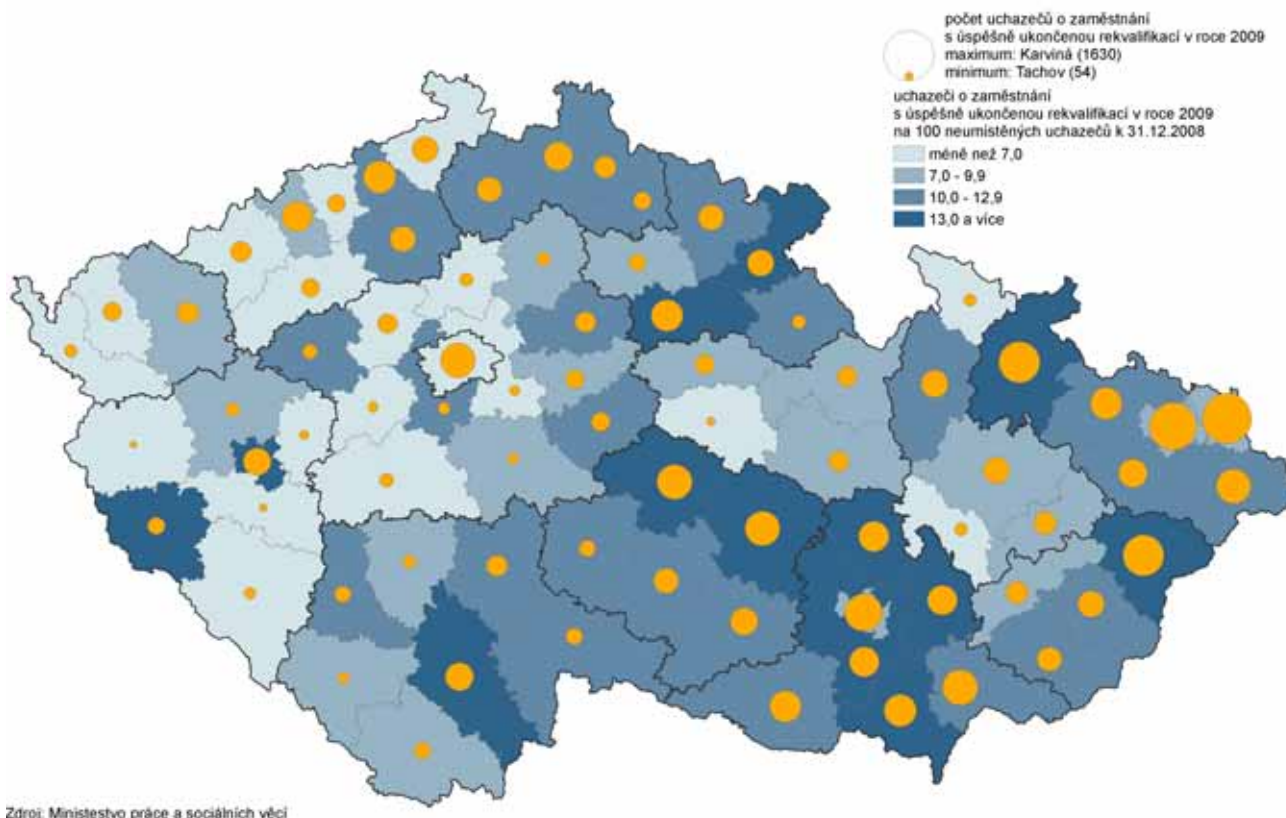 počet uchazečů o zaměstnání
s úspěšně ukončenou rekvalifikací v roce 2009
maximum: Karviná (1630)
minimum: Tachov (54)
uchazeči o zaměstnání
s úspěšně ukončenou rekvalifikací v roce 2009
na 100 neumístěných uchazečů k 31.12.2008
méně než 7,0
7,0 - 9,9
10,0 - 12,9
13,0 a více
Zdroj: Ministestvo práce a sociálních věcí